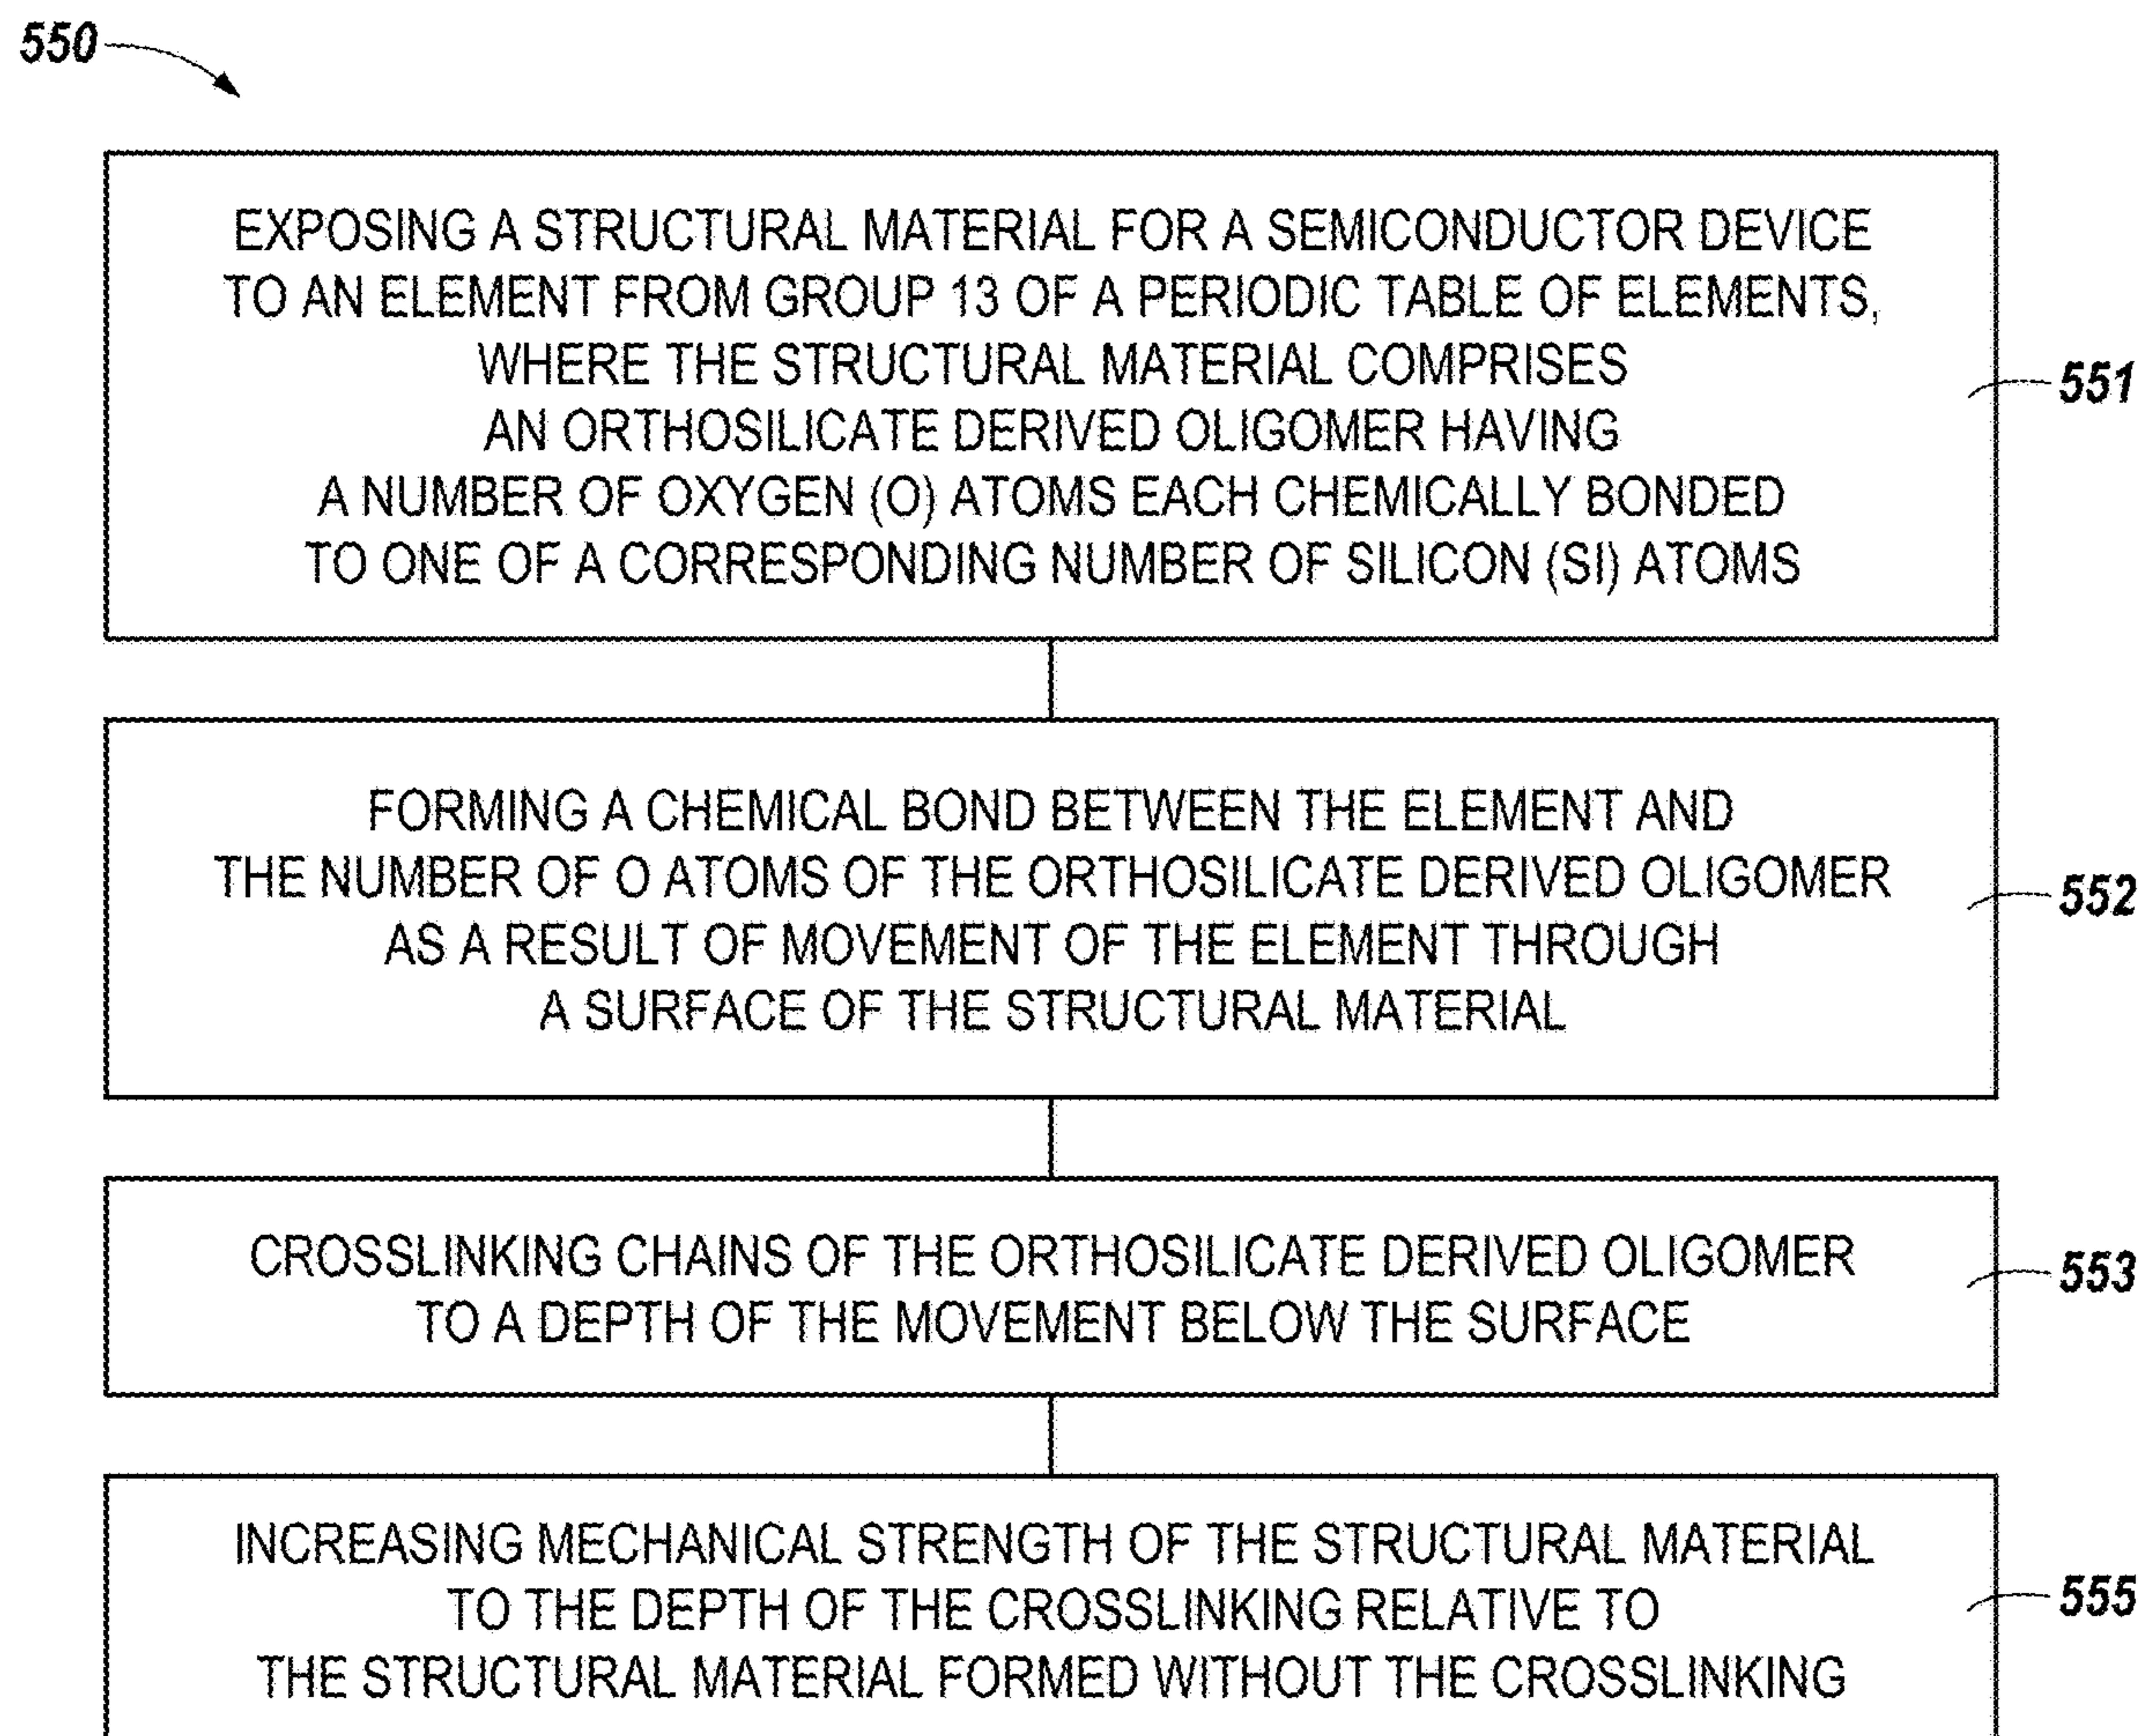 550
EXPOSING A STRUCTURAL MATERIAL FOR A SEMICONDUCTOR DEVICE
TO AN ELEMENT FROM GROUP 13 OF A PERIODIC TABLE OF ELEMENTS,
WHERE THE STRUCTURAL MATERIAL COMPRISES
AN ORTHOSILICATE DERIVED OLIGOMER HAVING
A NUMBER OF OXYGEN (O) ATOMS EACH CHEMICALLY BONDED
TO ONE OF A CORRESPONDING NUMBER OF SILICON (SI) ATOMS
551
FORMING A CHEMICAL BOND BETWEEN THE ELEMENT AND
THE NUMBER OF O ATOMS OF THE ORTHOSILICATE DERIVED OLIGOMER
AS A RESULT OF MOVEMENT OF THE ELEMENT THROUGH
A SURFACE OF THE STRUCTURAL MATERIAL
552
CROSSLINKING CHAINS OF THE ORTHOSILICATE DERIVED OLIGOMER
TO A DEPTH OF THE MOVEMENT BELOW THE SURFACE
553
INCREASING MECHANICAL STRENGTH OF THE STRUCTURAL MATERIAL
TO THE DEPTH OF THE CROSSLINKING RELATIVE TO
THE STRUCTURAL MATERIAL FORMED WITHOUT THE CROSSLINKING
555